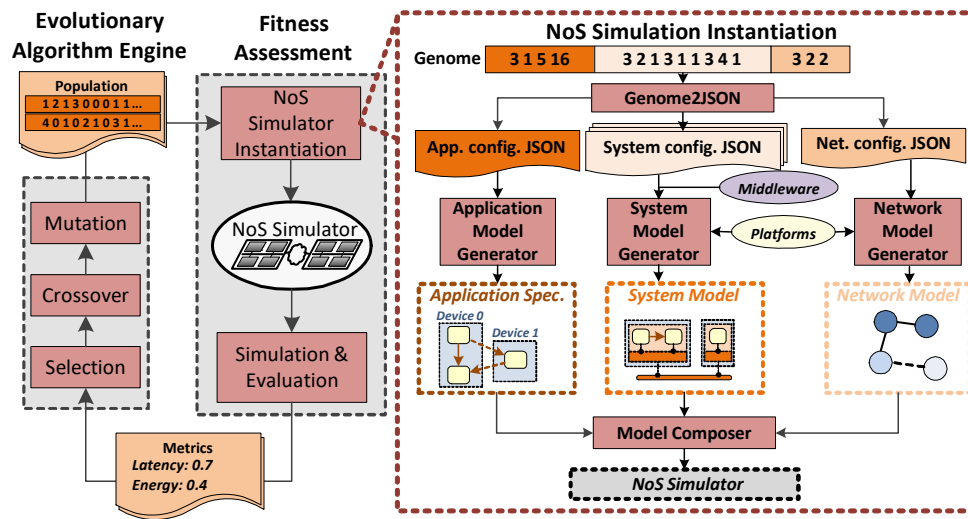 Evolutionary
Algorithm Engine
Population
1 2 1 3 0 0 0 1 1 ...
4 0 1 0 2 1 0 3 1 ...
Mutation
Crossover
Selection
Metrics
Latency: 0.7
Energy: 0.4
Fitness
Assessment
NoS
Simulator
Instantiation
NoS Simulator
Simulation &
Evaluation
NoS Simulation Instantiation
Genome
3 1 5 16
3 2 1 3 1 1 3 4 1
3 2 2
Genome2JSON
App. config. JSON
System config. JSON
Net. config. JSON
Middleware
Platforms
Application
Model
Generator
System
Model
Generator
Network
Model
Generator
Application Spec.
Device 0
Device 1
System Model
Network Model
Model Composer
NoS Simulator